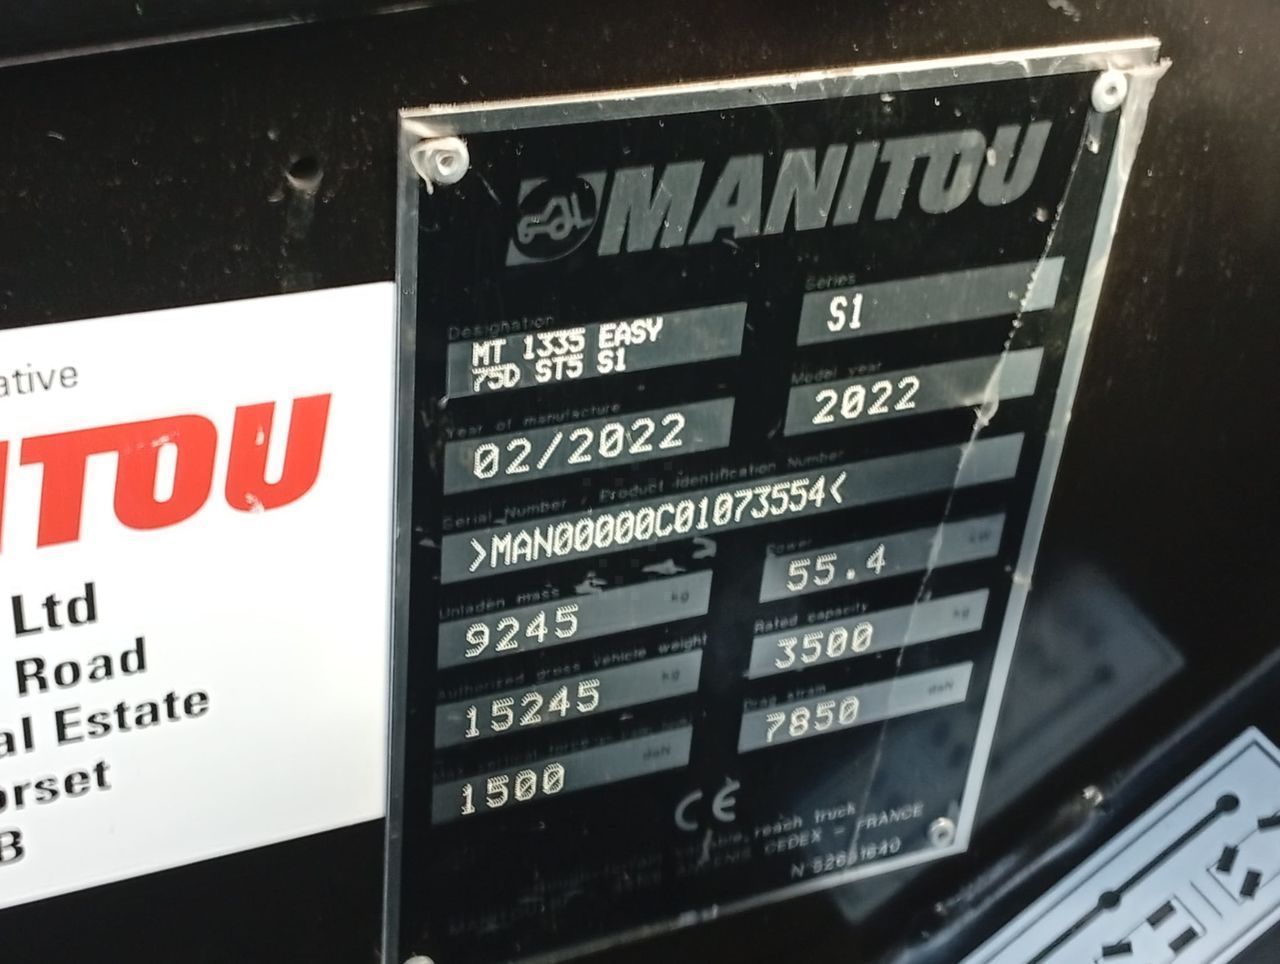 ative
ITOU
Ltd
Road
al Estate
orset
B
MANITOU
Designation
MT 1335 EASY
75D ST5 S1
Series
S1
Year of manufacture
02/2022
Model year
2022
Serial Number / Product identification Number
>MAN00000C01073554<
Unladen mass
kg
9245
Power
kW
55.4
Authorized gross vehicle weight
kg
15245
Rated capacity
kg
3500
daN
1500
Drag strain
daN
7850
CE
reach truck
CEDEX - FRANCE